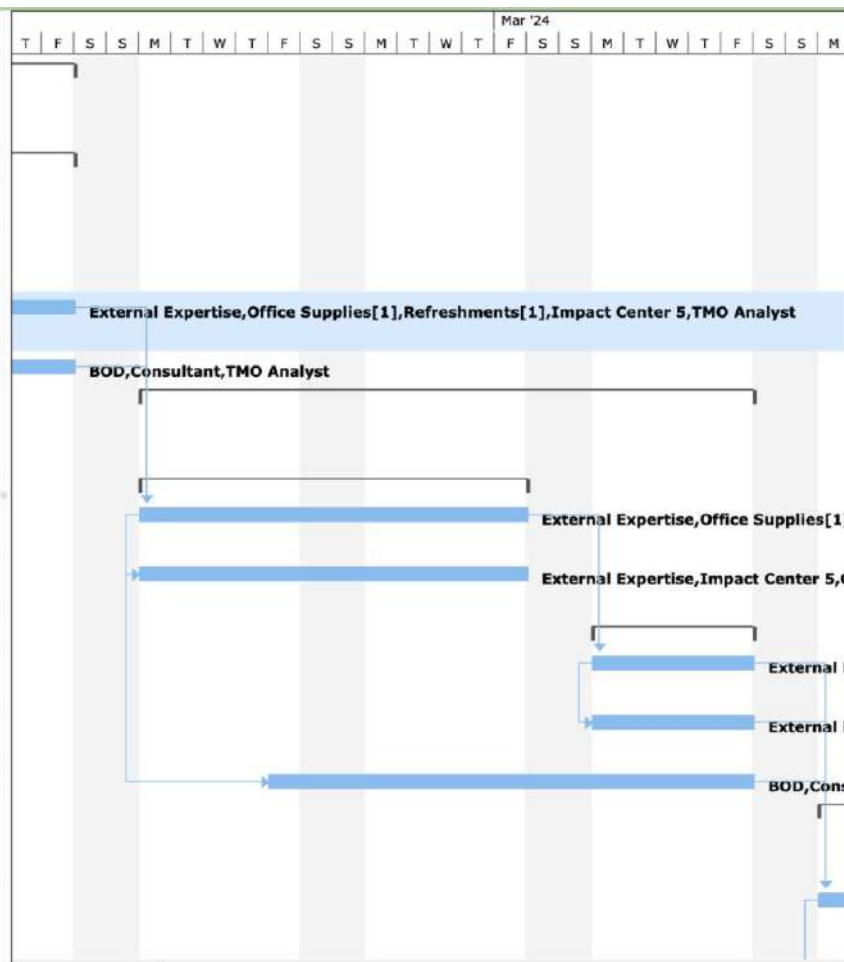 Mar '24
T F S S M T W T F S S M T W T F S S M T W T F S S M
External Expertise,Office Supplies[1],Refreshments[1],Impact Center 5,TMO Analyst
BOD,Consultant,TMO Analyst
External Expertise,Office Supplies[1]
External Expertise,Impact Center 5,
External
External
BOD,Cons